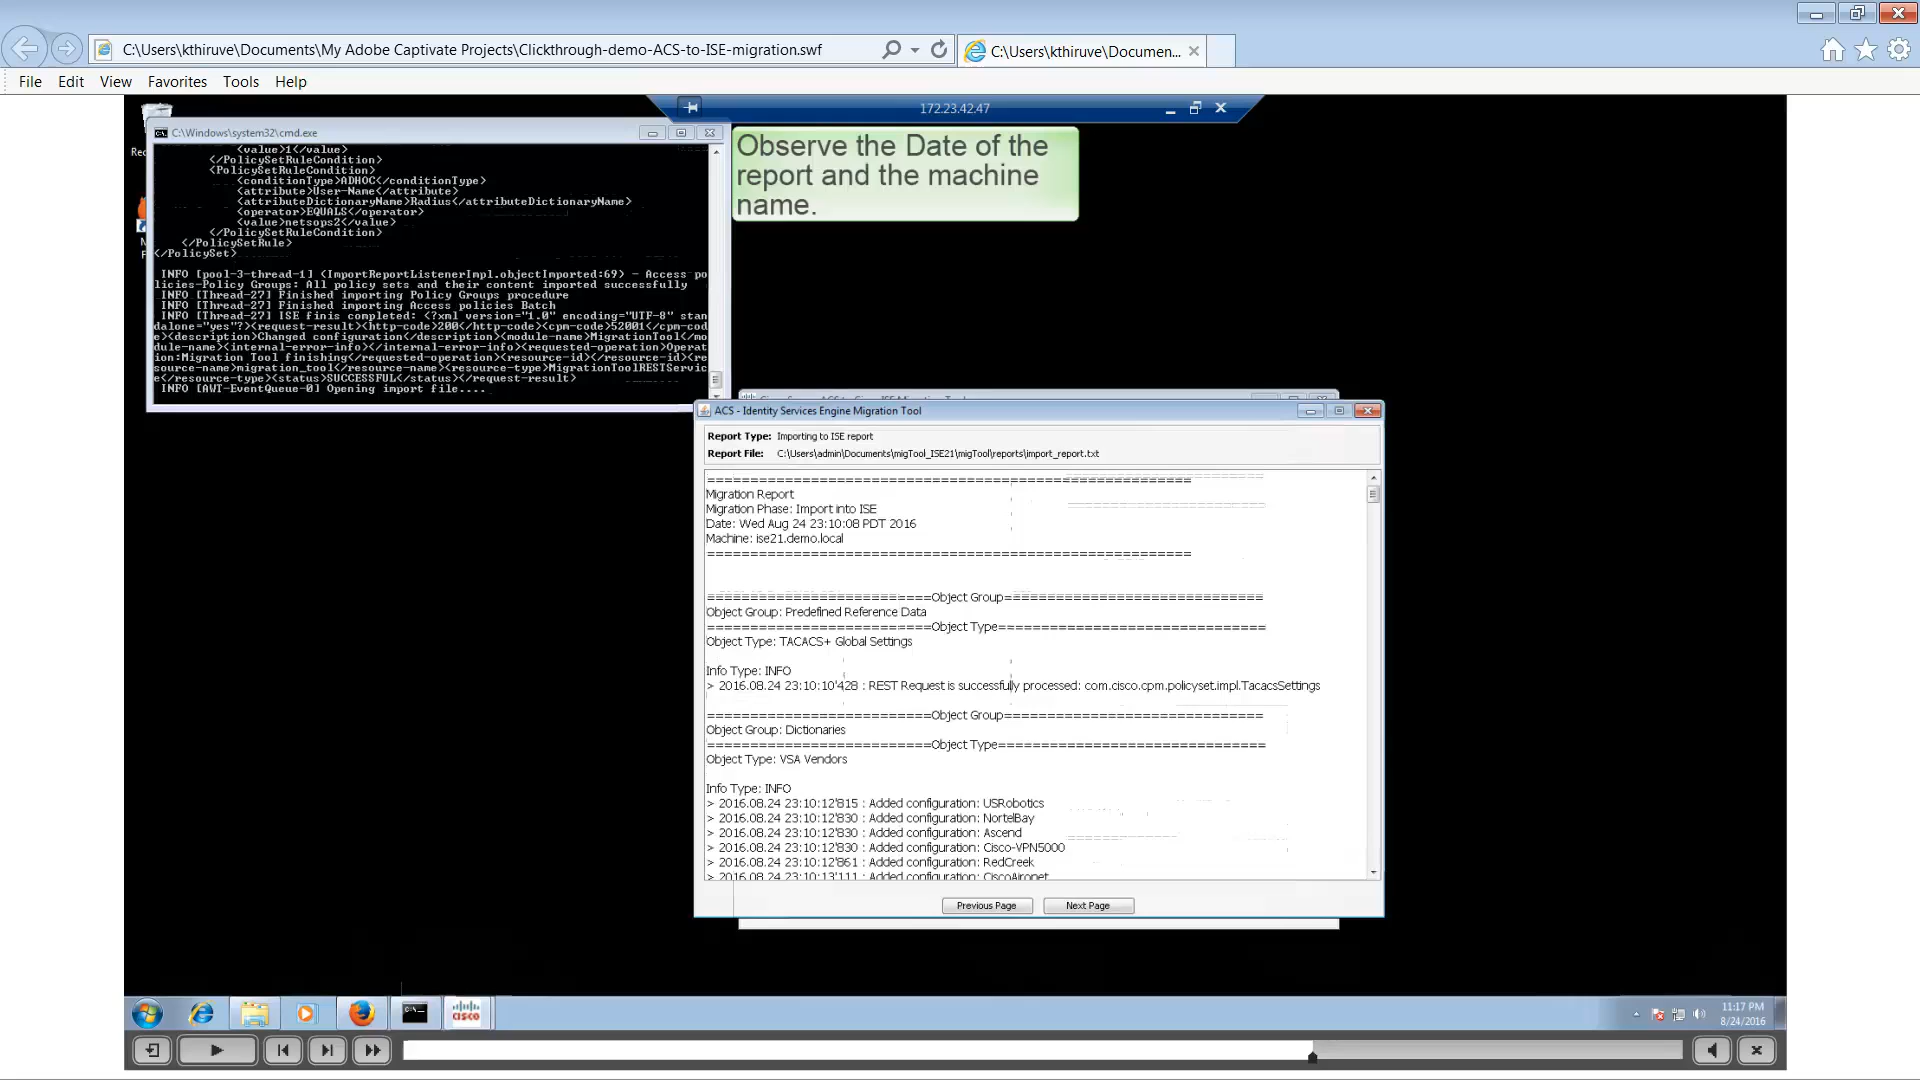 C:\Users\kthiruve\Documents\My Adobe Captivate Projects\Clickthrough-demo-ACS-to-ISE-migration.swf
C:\Users\kthiruve\Documen...
File Edit View Favorites Tools Help
172.23.42.47
C:\Windows\system32\cmd.exe
Observe the Date of the
report and the machine
name.
<value>1</value>
</PolicySetRuleCondition>
<PolicySetRuleCondition>
<conditionType>ADHOC</conditionType>
<attribute>User-Name</attribute>
<attributeDictionaryName>Radius</attributeDictionaryName>
<operator>EQUALS</operator>
<value>netsops2</value>
</PolicySetRuleCondition>
</PolicySetRule>
</PolicySet>
INFO [pool-3-thread-1] (ImportReportListenerImpl.objectImported:69) - Access po
licies-Policy Groups: All policy sets and their content imported successfully
INFO [Thread-27] Finished importing Policy Groups procedure
INFO [Thread-27] Finished importing Access policies Batch
INFO [Thread-27] ISE finis completed: <?xml version="1.0" encoding="UTF-8" stan
dalone="yes"?><request-result><http-code>200</http-code><cpm-code>52001</cpm-cod
e><description>Changed configuration</description><module-name>MigrationTool</mo
dule-name><internal-error-info></internal-error-info><requested-operation>Operat
ion:Migration Tool finishing</requested-operation><resource-id></resource-id><re
source-name>migration_tool</resource-name><resource-type>MigrationToolRESTServic
e</resource-type><status>SUCCESSFUL</status></request-result>
INFO [AWT-EventQueue-0] Opening import file....
ACS - Identity Services Engine Migration Tool
Report Type: Importing to ISE report
Report File: C:\Users\admin\Documents\migTool_ISE21\migTool\reports\import_report.txt
========================================================
Migration Report
Migration Phase: Import into ISE
Date: Wed Aug 24 23:10:08 PDT 2016
Machine: ise21.demo.local
========================================================
==========================Object Group==============================
Object Group: Predefined Reference Data
==========================Object Type===============================
Object Type: TACACS+ Global Settings
Info Type: INFO
> 2016.08.24 23:10:10'428 : REST Request is successfully processed: com.cisco.cpm.policyset.impl.TacacsSettings
==========================Object Group==============================
Object Group: Dictionaries
==========================Object Type===============================
Object Type: VSA Vendors
Info Type: INFO
> 2016.08.24 23:10:12'815 : Added configuration: USRobotics
> 2016.08.24 23:10:12'830 : Added configuration: NortelBay
> 2016.08.24 23:10:12'830 : Added configuration: Ascend
> 2016.08.24 23:10:12'830 : Added configuration: Cisco-VPN5000
> 2016.08.24 23:10:12'861 : Added configuration: RedCreek
> 2016.08.24 23:10:13'111 : Added configuration: CiscoAironet
Previous Page Next Page
cisco
11:17 PM
8/24/2016